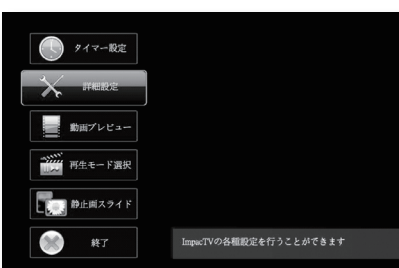 タイマー設定
詳細設定
動画プレビュー
再生モード選択
静止画スライド
終了
ImpacTVの各種設定を行うことができます